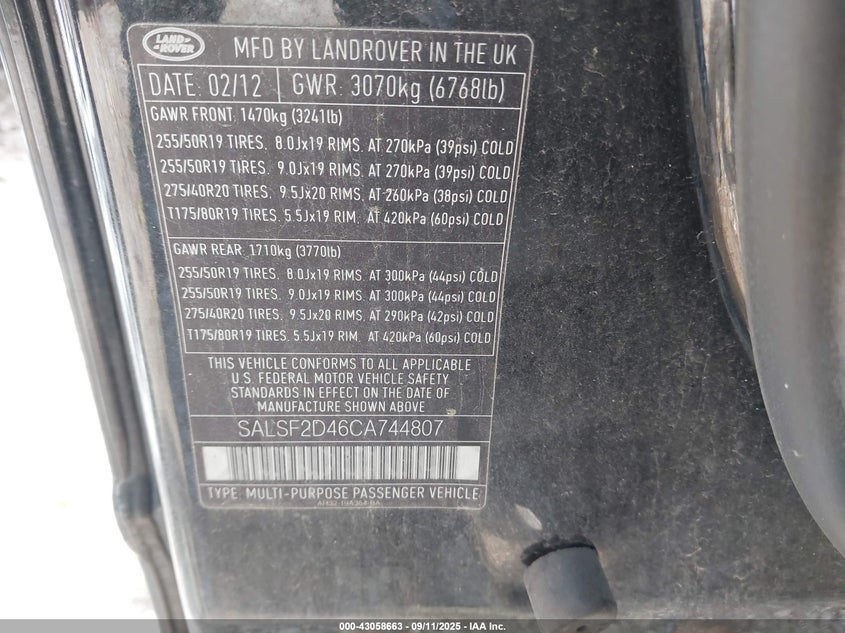 LAND-
-ROVER
MFD BY LANDROVER IN THE UK
DATE: 02/12 GWR: 3070kg (6768lb)
GAWR FRONT: 1470kg (3241lb)
255/50R19 TIRES. 8.0Jx19 RIMS. AT 270kPa (39psi) COLD
255/50R19 TIRES. 9.0Jx19 RIMS. AT 270kPa (39psi) COLD
275/40R20 TIRES. 9.5Jx20 RIMS. AT 260kPa (38psi) COLD
T175/80R19 TIRES. 5.5Jx19 RIM. AT 420kPa (60psi) COLD
GAWR REAR: 1710kg (3770lb)
255/50R19 TIRES. 8.0Jx19 RIMS. AT 300kPa (44psi) COLD
255/50R19 TIRES. 9.0Jx19 RIMS. AT 300kPa (44psi) COLD
275/40R20 TIRES. 9.5Jx20 RIMS. AT 290kPa (42psi) COLD
T175/80R19 TIRES. 5.5Jx19 RIM. AT 420kPa (60psi) COLD
THIS VEHICLE CONFORMS TO ALL APPLICABLE
U.S. FEDERAL MOTOR VEHICLE SAFETY
STANDARDS IN EFFECT ON THE DATE OF
MANUFACTURE SHOWN ABOVE
SALSF2D46CA744807
TYPE: MULTI-PURPOSE PASSENGER VEHICLE
000-43058663 - 09/11/2025 - IAA Inc.